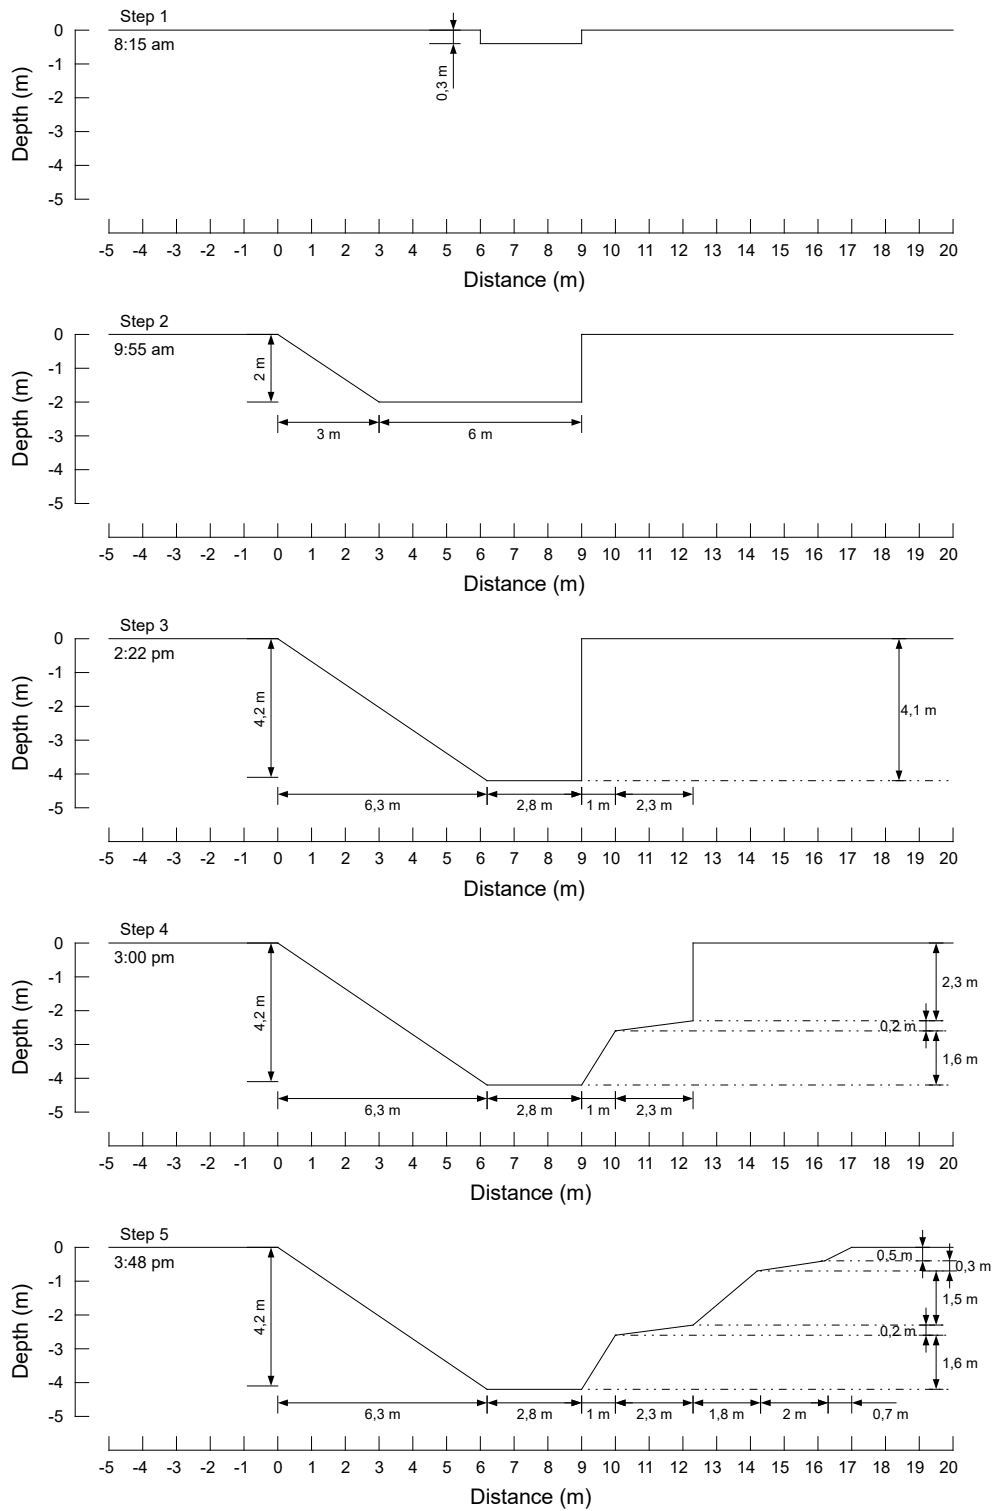 Step 1
8:15 am
0
-1
-2
-3
-4
-5
Depth (m)
0,3 m
-5 -4 -3 -2 -1 0 1 2 3 4 5 6 7 8 9 10 11 12 13 14 15 16 17 18 19 20
Distance (m)
Step 2
9:55 am
0
-1
-2
-3
-4
-5
Depth (m)
2 m
3 m 6 m
-5 -4 -3 -2 -1 0 1 2 3 4 5 6 7 8 9 10 11 12 13 14 15 16 17 18 19 20
Distance (m)
Step 3
2:22 pm
0
-1
-2
-3
-4
-5
Depth (m)
4,2 m
4,1 m
6,3 m 2,8 m 1 m 2,3 m
-5 -4 -3 -2 -1 0 1 2 3 4 5 6 7 8 9 10 11 12 13 14 15 16 17 18 19 20
Distance (m)
Step 4
3:00 pm
0
-1
-2
-3
-4
-5
Depth (m)
4,2 m
2,3 m
0,2 m
1,6 m
6,3 m 2,8 m 1 m 2,3 m
-5 -4 -3 -2 -1 0 1 2 3 4 5 6 7 8 9 10 11 12 13 14 15 16 17 18 19 20
Distance (m)
Step 5
3:48 pm
0
-1
-2
-3
-4
-5
Depth (m)
4,2 m
0,5 m
0,3 m
1,5 m
0,2 m
1,6 m
6,3 m 2,8 m 1 m 2,3 m 1,8 m 2 m 0,7 m
-5 -4 -3 -2 -1 0 1 2 3 4 5 6 7 8 9 10 11 12 13 14 15 16 17 18 19 20
Distance (m)